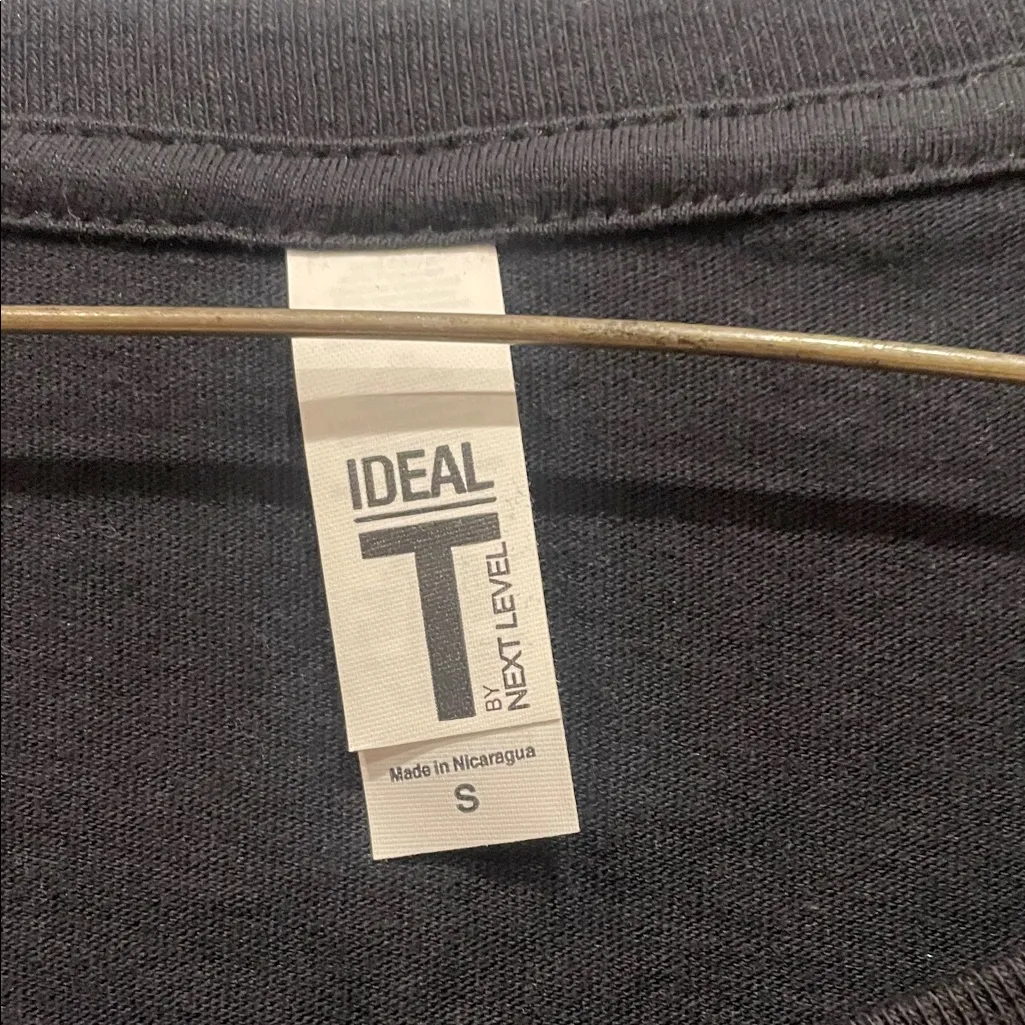 IDEAL
T
BY
NEXT LEVEL
Made in Nicaragua
S